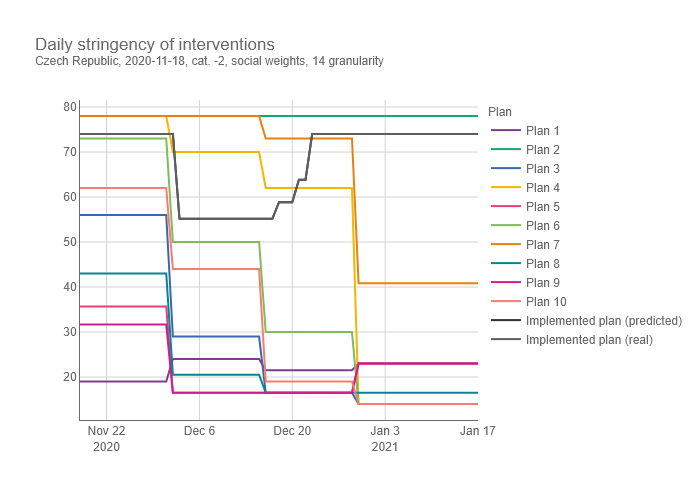 Daily stringency of interventions
Czech Republic, 2020-11-18, cat. -2, social weights, 14 granularity
80
70
60
50
40
30
20
Nov 22
2020
Dec 6
Dec 20
Jan 3
2021
Jan 17
Plan
Plan 1
Plan 2
Plan 3
Plan 4
Plan 5
Plan 6
Plan 7
Plan 8
Plan 9
Plan 10
Implemented plan (predicted)
Implemented plan (real)